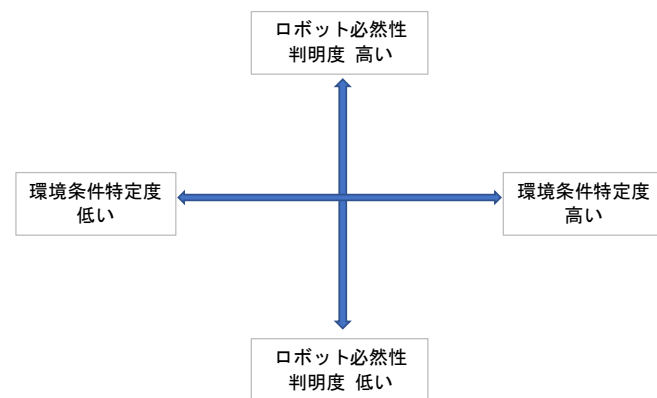 ロボット必然性
判明度 高い
環境条件特定度
低い
環境条件特定度
高い
ロボット必然性
判明度 低い